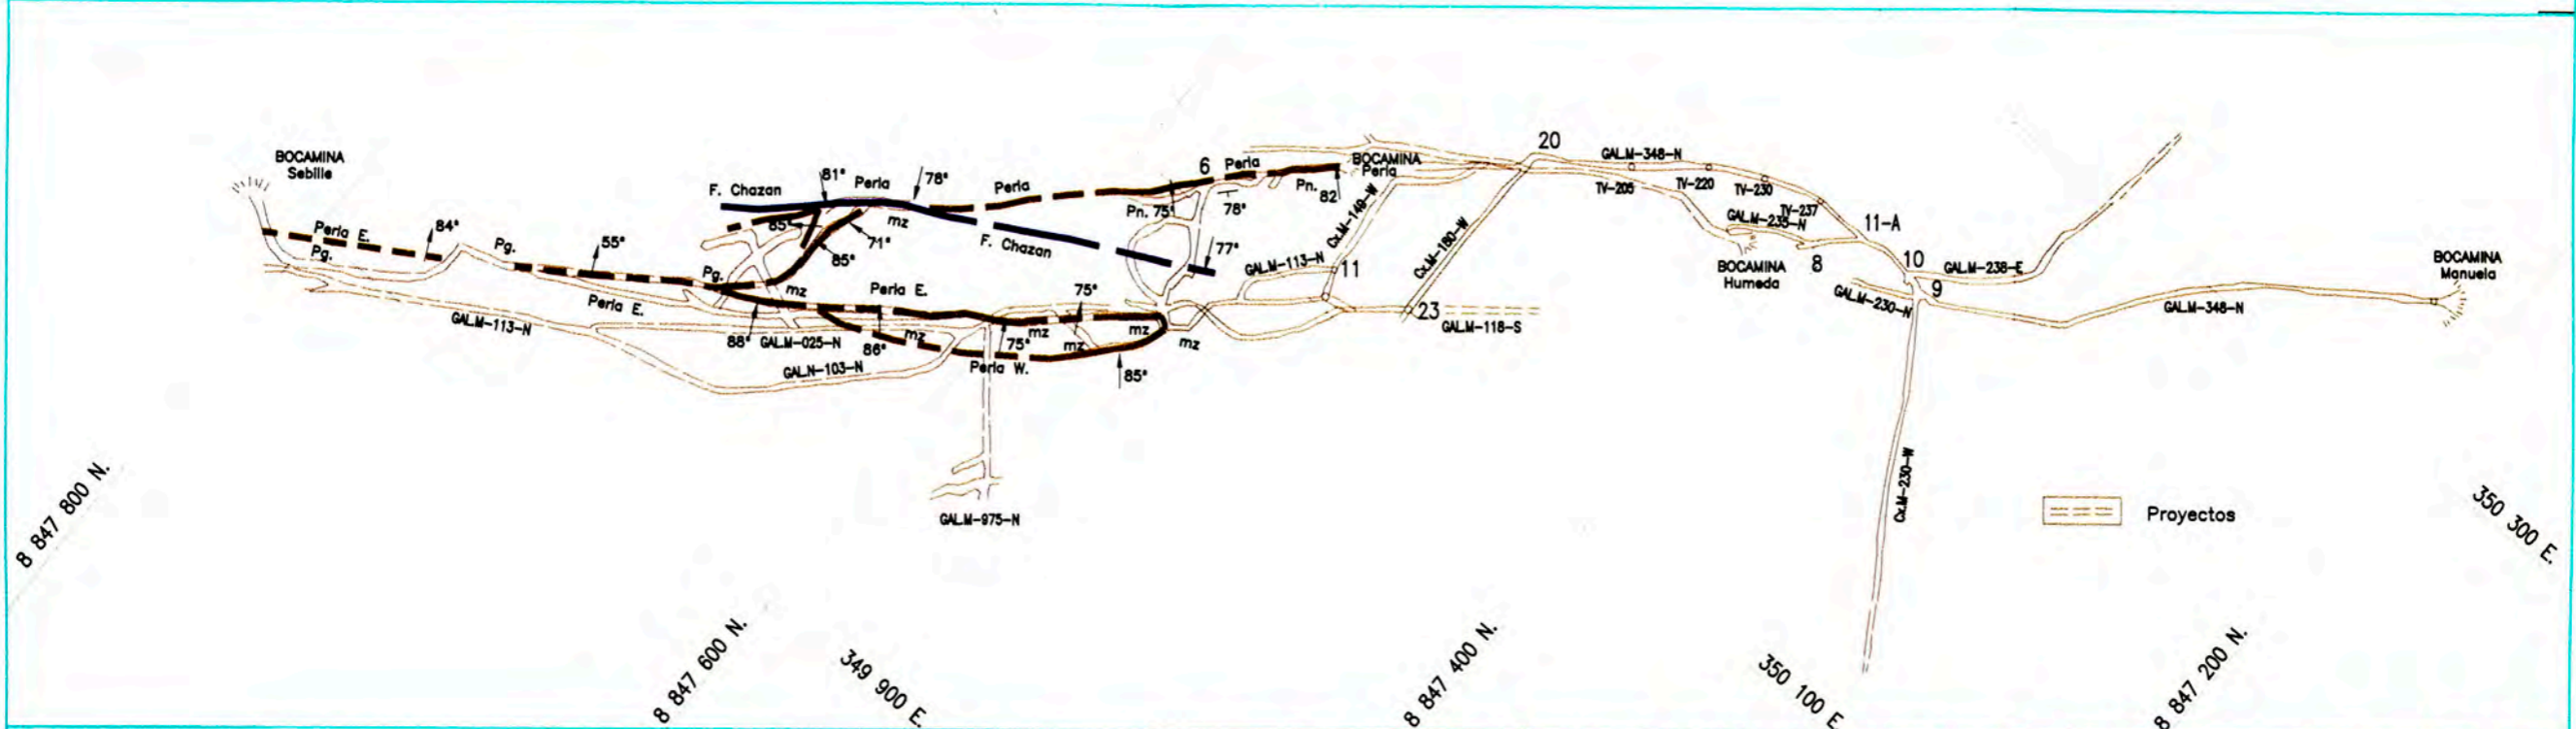 BOCAMINA
Sebille
Perla E.
Pg.
84°
Pg.
55°
Perla E.
GAL.M-113-N
F. Chazan
81°
Perla
78°
mz
85°
71°
85°
Pg.
mz
Perla E.
88°
GAL.M-025-N
86°
mz
GAL.N-103-N
Perla
F. Chazan
75°
mz
75°
mz
mz
mz
Perla W.
85°
GAL.M-975-N
6
Perla
Pn. 75°
78°
Pn.
82
77°
BOCAMINA
Perla
Cx.M-149-W
GAL.M-113-N
11
Cx.M-180-W
23
GAL.M-118-S
20
GAL.M-348-N
TV-205
TV-220
TV-230
TV-237
GAL.M-235-N
11-A
BOCAMINA
Humeda
8
10
GAL.M-238-E
9
GAL.M-230-N
GAL.M-348-N
BOCAMINA
Manuela
Cx.M-230-W
Proyectos
8 847 800 N.
8 847 600 N.
349 900 E.
8 847 400 N.
350 100 E
8 847 200 N.
350 300 E.